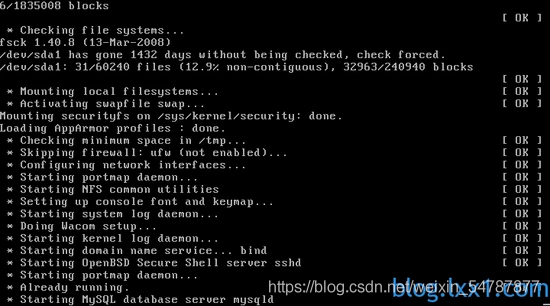 6/1835008 blocks
[ OK ]
* Checking file systems...
fsck 1.40.8 (13-Mar-2008)
/dev/sda1 has gone 1432 days without being checked, check forced.
/dev/sda1: 31/60240 files (12.9% non-contiguous), 32963/240940 blocks
[ OK ]
* Mounting local filesystems... [ OK ]
* Activating swapfile swap... [ OK ]
Mounting securityfs on /sys/kernel/security: done.
Loading AppArmor profiles : done.
* Checking minimum space in /tmp... [ OK ]
* Skipping firewall: ufw (not enabled)... [ OK ]
* Configuring network interfaces... [ OK ]
* Starting portmap daemon... [ OK ]
* Starting NFS common utilities [ OK ]
* Setting up console font and keymap... [ OK ]
* Starting system log daemon... [ OK ]
* Doing Wacom setup... [ OK ]
* Starting kernel log daemon... [ OK ]
* Starting domain name service... bind [ OK ]
* Starting OpenBSD Secure Shell server sshd [ OK ]
* Starting portmap daemon...
* Already running. [ OK ]
* Starting MySQL database server mysqld [ OK ]
https://blog.csdn.net/weixin_54787877